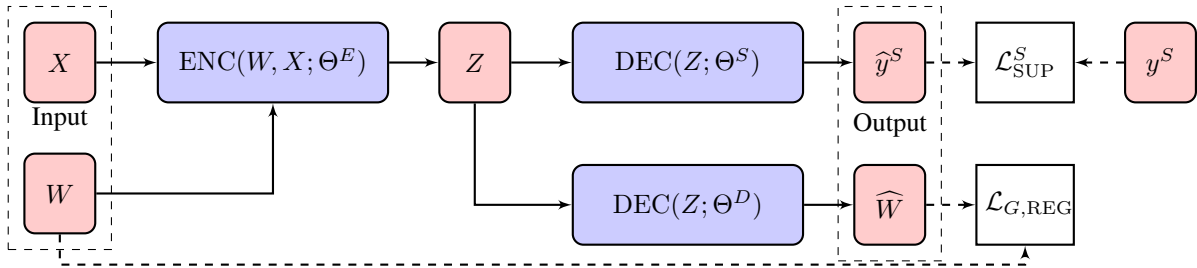 X ENC(W, X; Θ^E) Z DEC(Z; Θ^S) ŷ^S ℒ^S_SUP y^S
Input Output
W DEC(Z; Θ^D) Ŵ ℒ_G,REG